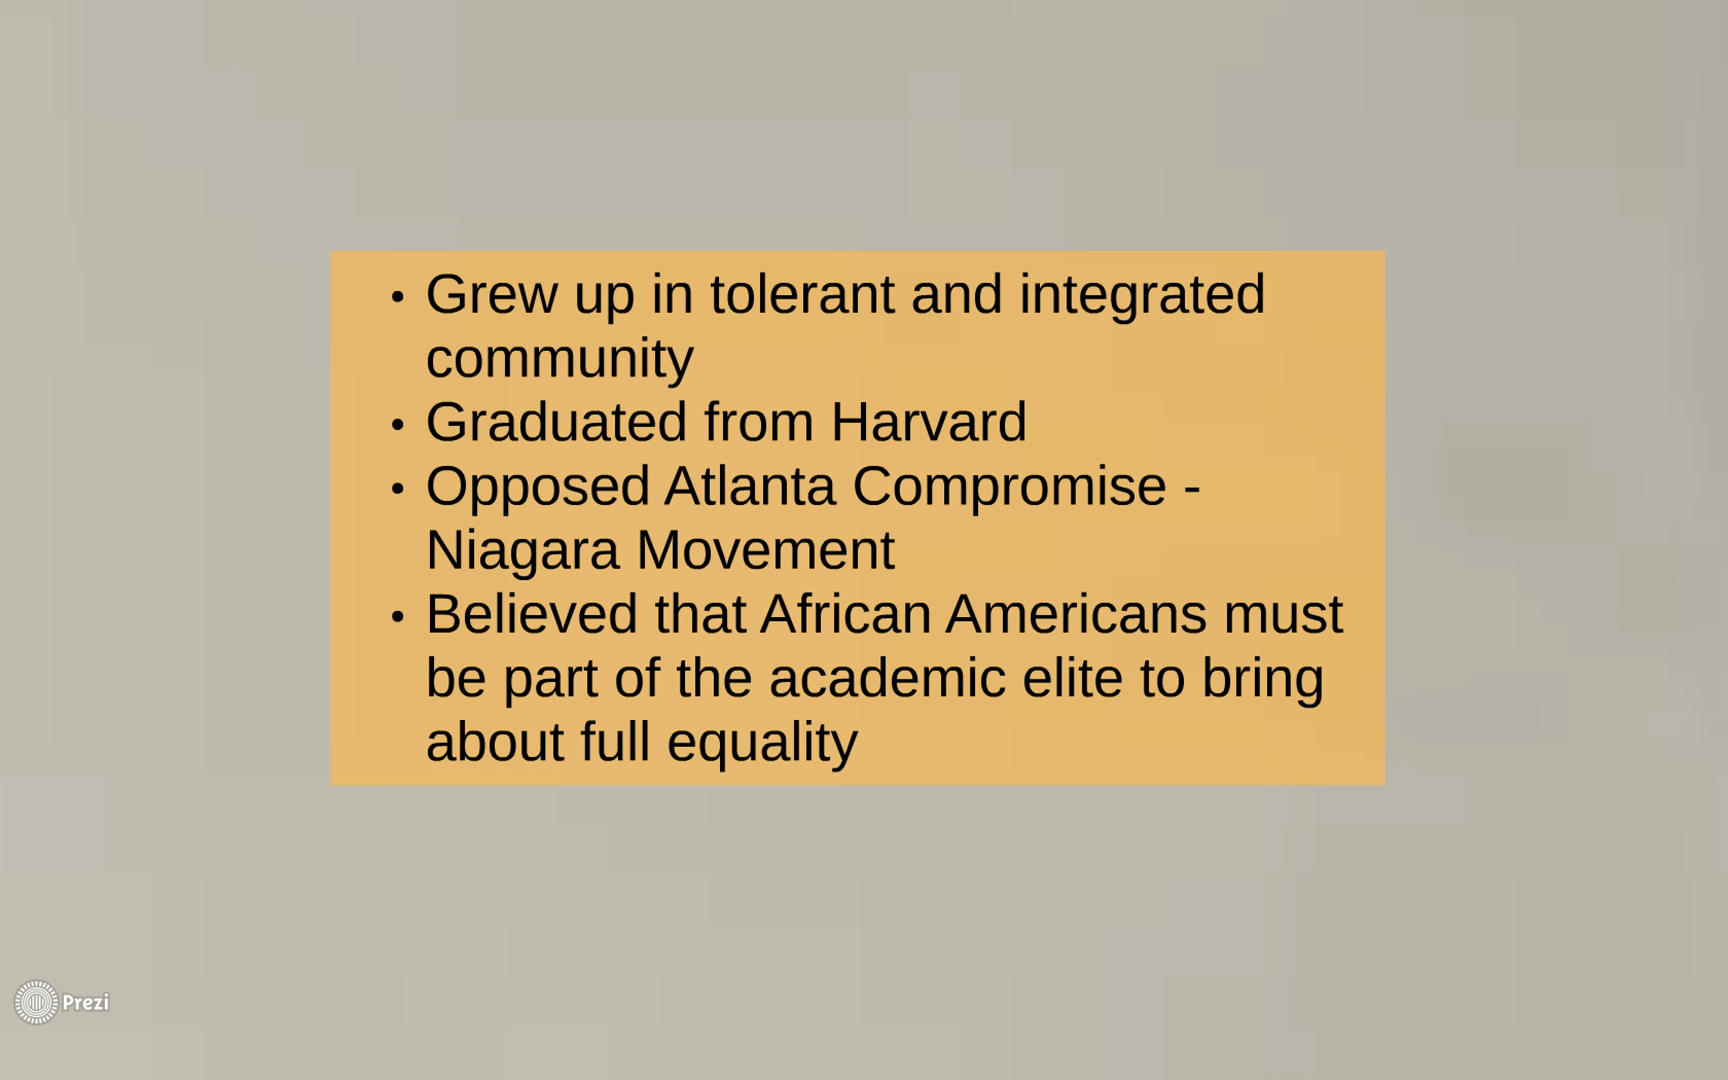 • Grew up in tolerant and integrated
community
• Graduated from Harvard
• Opposed Atlanta Compromise -
Niagara Movement
• Believed that African Americans must
be part of the academic elite to bring
about full equality
Prezi